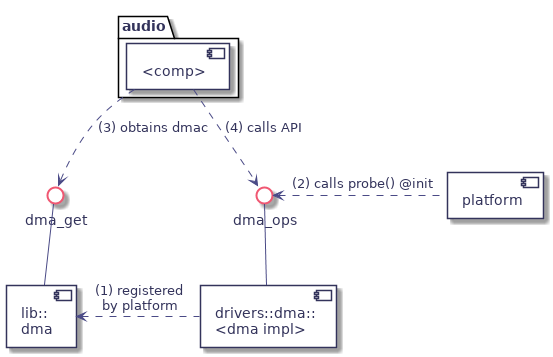 audio
<comp>
(3) obtains dmac
(4) calls API
(2) calls probe() @init
platform
dma_get
dma_ops
(1) registered
by platform
lib::
dma
drivers::dma::
<dma impl>